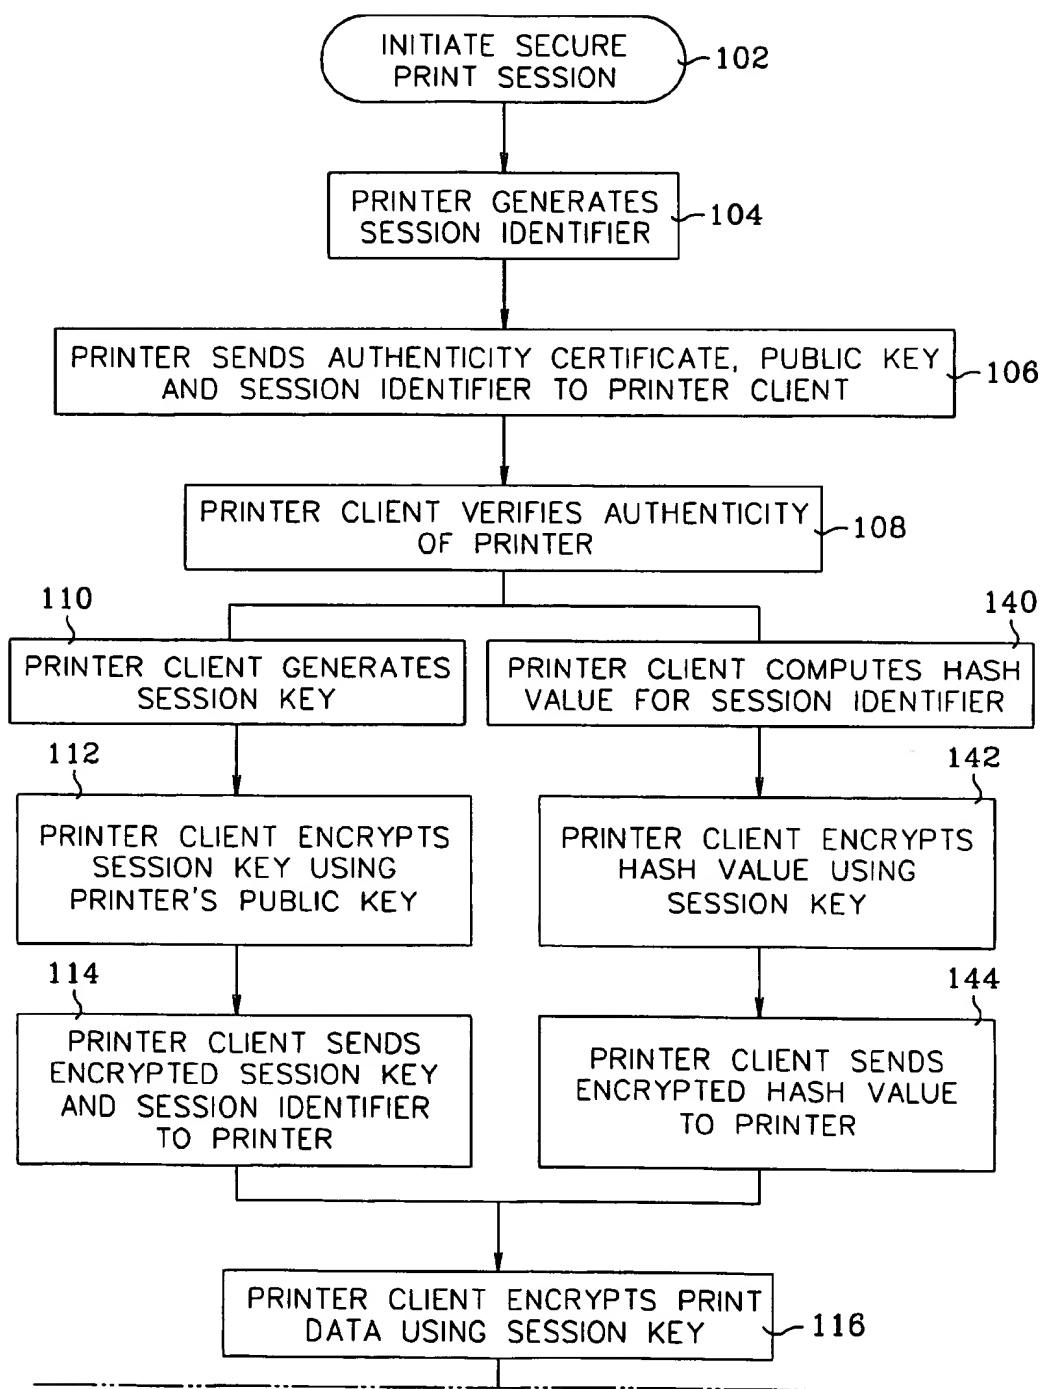 INITIATE SECURE
PRINT SESSION
102
PRINTER GENERATES
SESSION IDENTIFIER
104
PRINTER SENDS AUTHENTICITY CERTIFICATE, PUBLIC KEY
AND SESSION IDENTIFIER TO PRINTER CLIENT
106
PRINTER CLIENT VERIFIES AUTHENTICITY
OF PRINTER
108
110
PRINTER CLIENT GENERATES
SESSION KEY
112
PRINTER CLIENT ENCRYPTS
SESSION KEY USING
PRINTER'S PUBLIC KEY
114
PRINTER CLIENT SENDS
ENCRYPTED SESSION KEY
AND SESSION IDENTIFIER
TO PRINTER
140
PRINTER CLIENT COMPUTES HASH
VALUE FOR SESSION IDENTIFIER
142
PRINTER CLIENT ENCRYPTS
HASH VALUE USING
SESSION KEY
144
PRINTER CLIENT SENDS
ENCRYPTED HASH VALUE
TO PRINTER
PRINTER CLIENT ENCRYPTS PRINT
DATA USING SESSION KEY
116